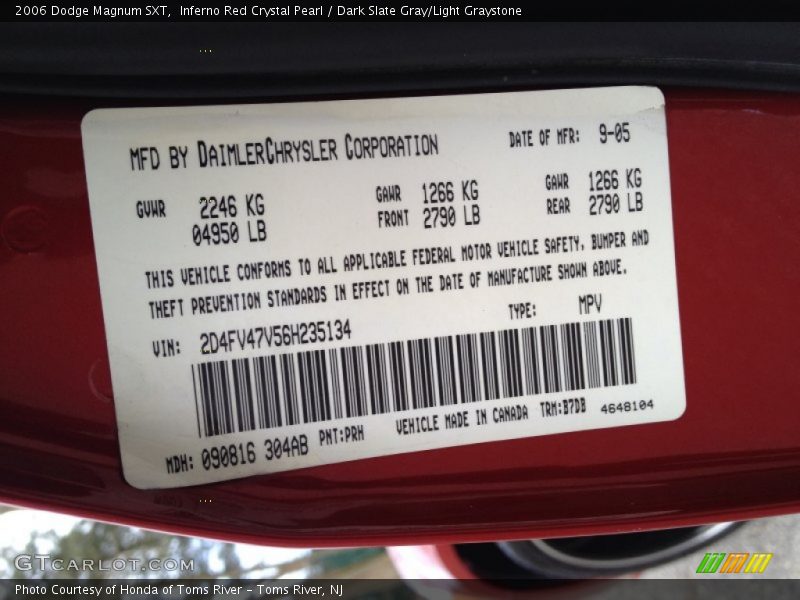 2006 Dodge Magnum SXT,  Inferno Red Crystal Pearl / Dark Slate Gray/Light Graystone
MFD BY DAIMLERCHRYSLER CORPORATION DATE OF MFR: 9-05
GVWR 2246 KG GAWR 1266 KG GAWR 1266 KG
04950 LB FRONT 2790 LB REAR 2790 LB
THIS VEHICLE CONFORMS TO ALL APPLICABLE FEDERAL MOTOR VEHICLE SAFETY, BUMPER AND
THEFT PREVENTION STANDARDS IN EFFECT ON THE DATE OF MANUFACTURE SHOWN ABOVE.
VIN: 2D4FV47V56H235134 TYPE: MPV
MDH: 090816 304AB PNT:PRH VEHICLE MADE IN CANADA TRM:B7DB 4648104
GTCARLOT.COM
Photo Courtesy of Honda of Toms River - Toms River, NJ